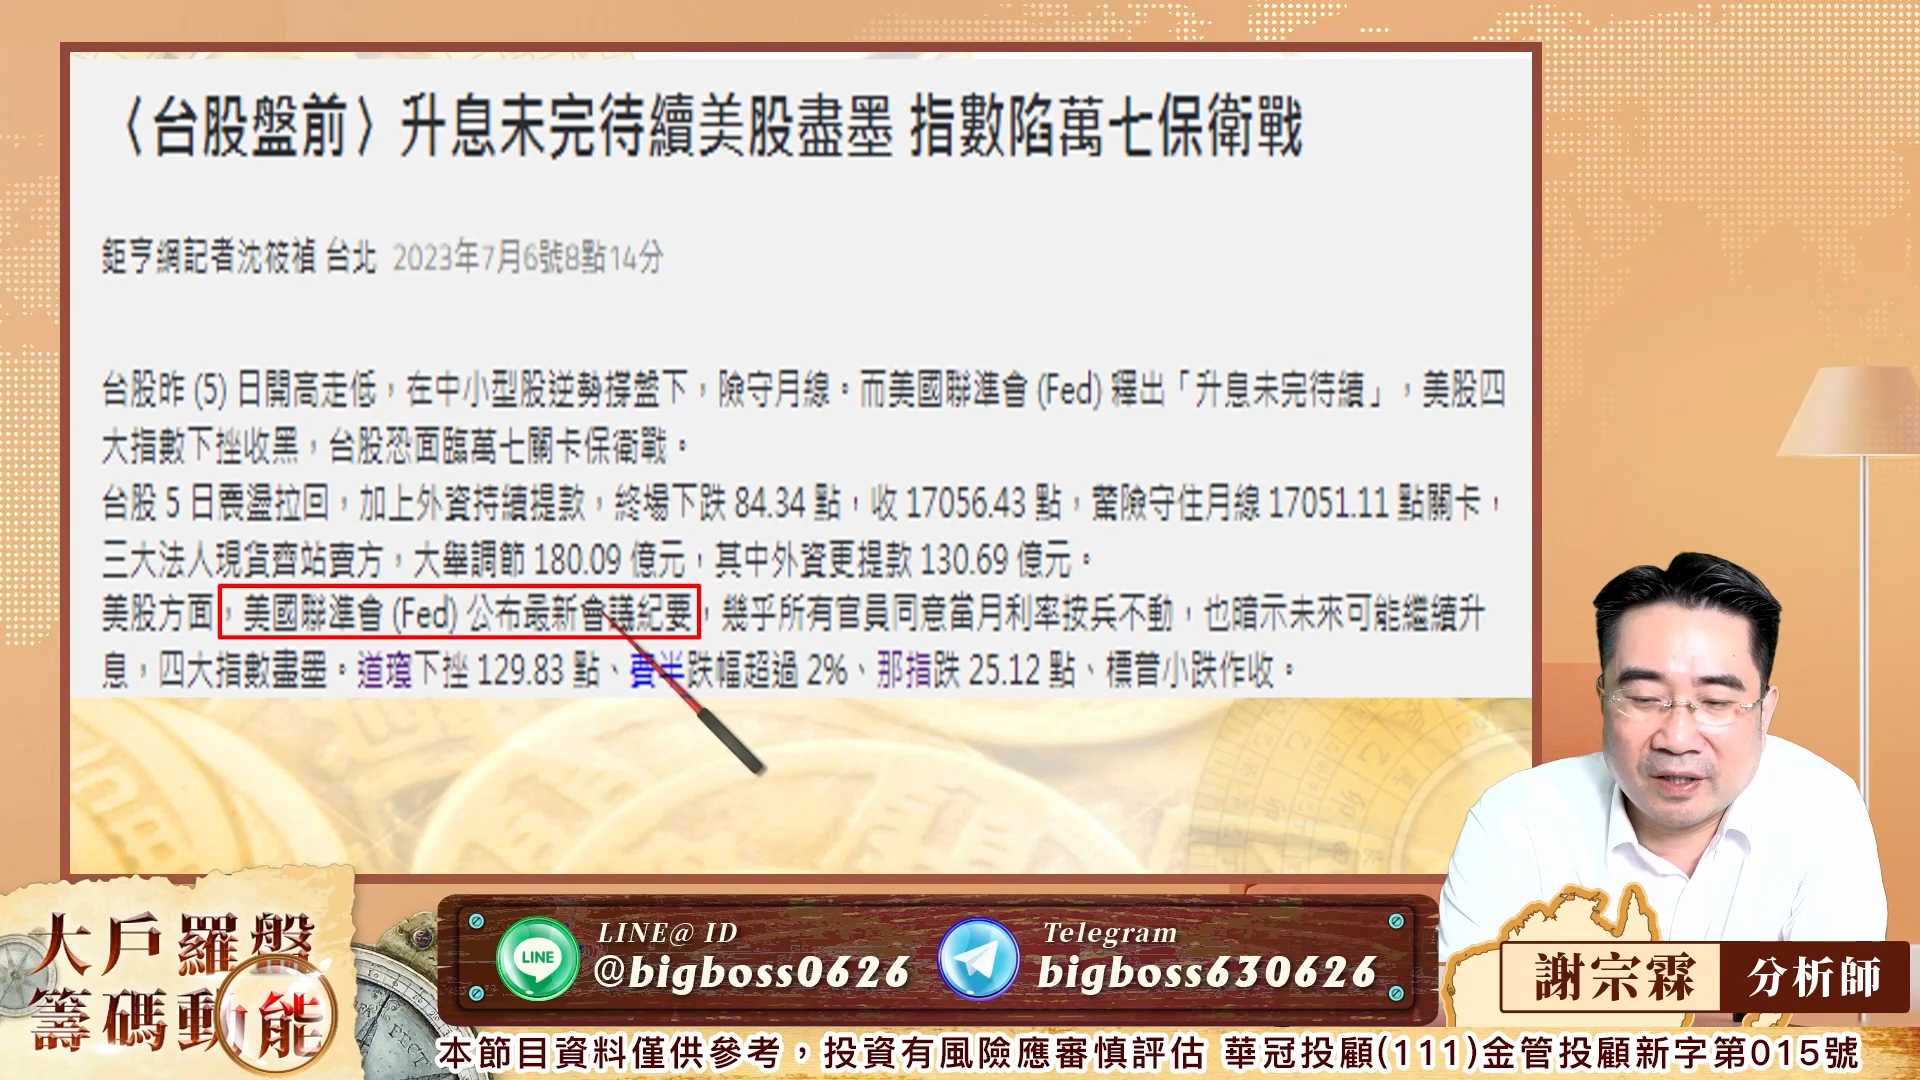 〈台股盤前〉升息未完待續美股盡墨 指數陷萬七保衛戰
鉅亨網記者沈筱禎 台北 2023年7月6號8點14分
台股昨 (5) 日開高走低，在中小型股逆勢撐盤下，險守月線。而美國聯準會 (Fed) 釋出「升息未完待續」，美股四
大指數下挫收黑，台股恐面臨萬七關卡保衛戰。
台股 5 日震盪拉回，加上外資持續提款，終場下跌 84.34 點，收 17056.43 點，驚險守住月線 17051.11 點關卡，
三大法人現貨齊站賣方，大舉調節 180.09 億元，其中外資更提款 130.69 億元。
美股方面，美國聯準會 (Fed) 公布最新會議紀要，幾乎所有官員同意當月利率按兵不動，也暗示未來可能繼續升
息，四大指數盡墨。道瓊下挫 129.83 點、費半跌幅超過 2%、那指跌 25.12 點、標普小跌作收。
大戶羅盤
籌碼動能
LINE
LINE@ ID
@bigboss0626
Telegram
bigboss630626
謝宗霖 分析師
本節目資料僅供參考，投資有風險應審慎評估 華冠投顧(111)金管投顧新字第015號